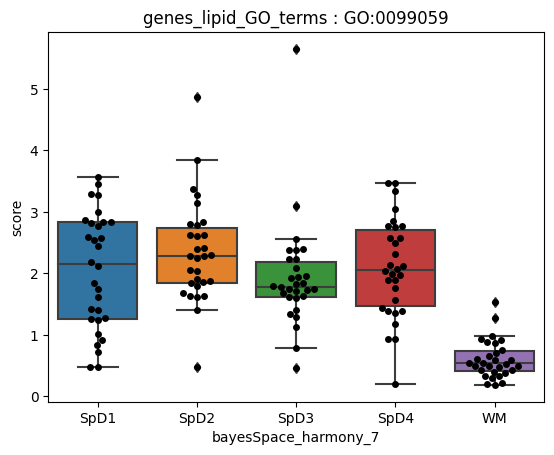 genes_lipid_GO_terms : GO:0099059
score
5
4
3
2
1
0
SpD1 SpD2 SpD3 SpD4 WM
bayesSpace_harmony_7